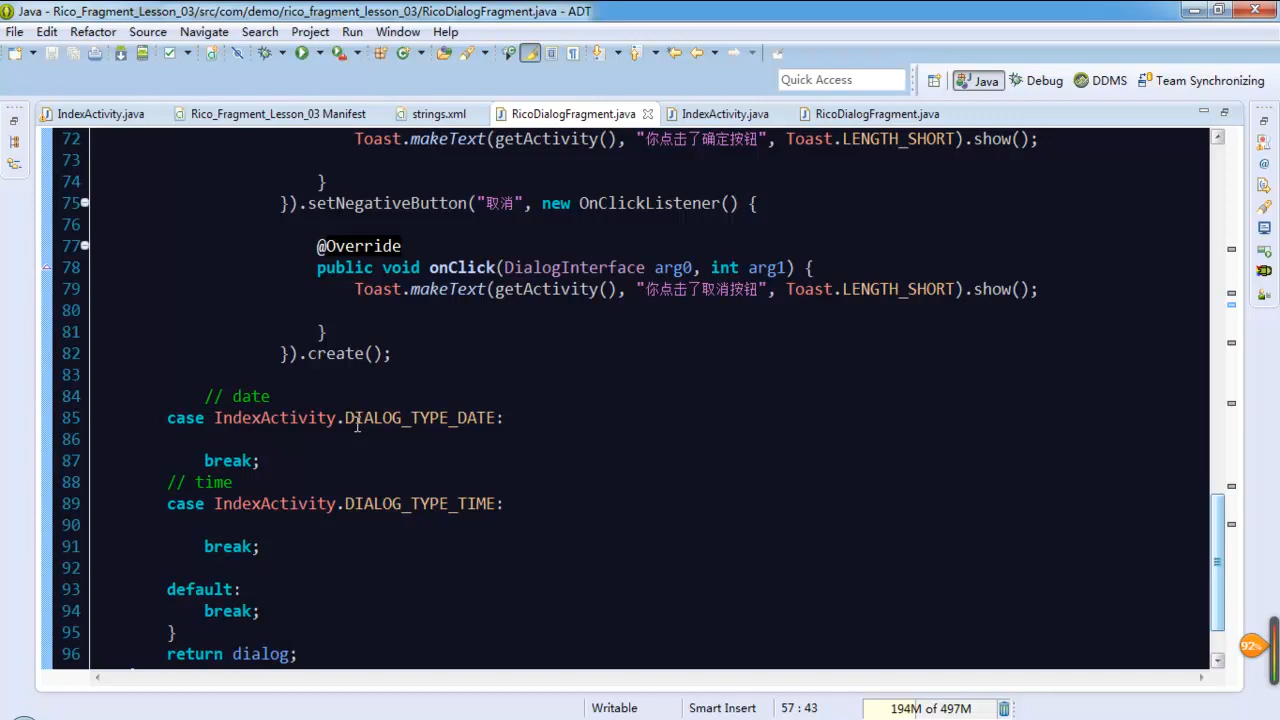 Java - Rico_Fragment_Lesson_03/src/com/demo/rico_fragment_lesson_03/RicoDialogFragment.java - ADT
File Edit Refactor Source Navigate Search Project Run Window Help
Quick Access Java Debug DDMS Team Synchronizing
IndexActivity.java Rico_Fragment_Lesson_03 Manifest strings.xml RicoDialogFragment.java IndexActivity.java RicoDialogFragment.java
72 Toast.makeText(getActivity(), "你点击了确定按钮", Toast.LENGTH_SHORT).show();
73
74 }
75 }).setNegativeButton("取消", new OnClickListener() {
76
77 @Override
78 public void onClick(DialogInterface arg0, int arg1) {
79 Toast.makeText(getActivity(), "你点击了取消按钮", Toast.LENGTH_SHORT).show();
80
81 }
82 }).create();
83
84 // date
85 case IndexActivity.DIALOG_TYPE_DATE:
86
87 break;
88 // time
89 case IndexActivity.DIALOG_TYPE_TIME:
90
91 break;
92
93 default:
94 break;
95 }
96 return dialog;
92%
Writable Smart Insert 57 : 43 194M of 497M